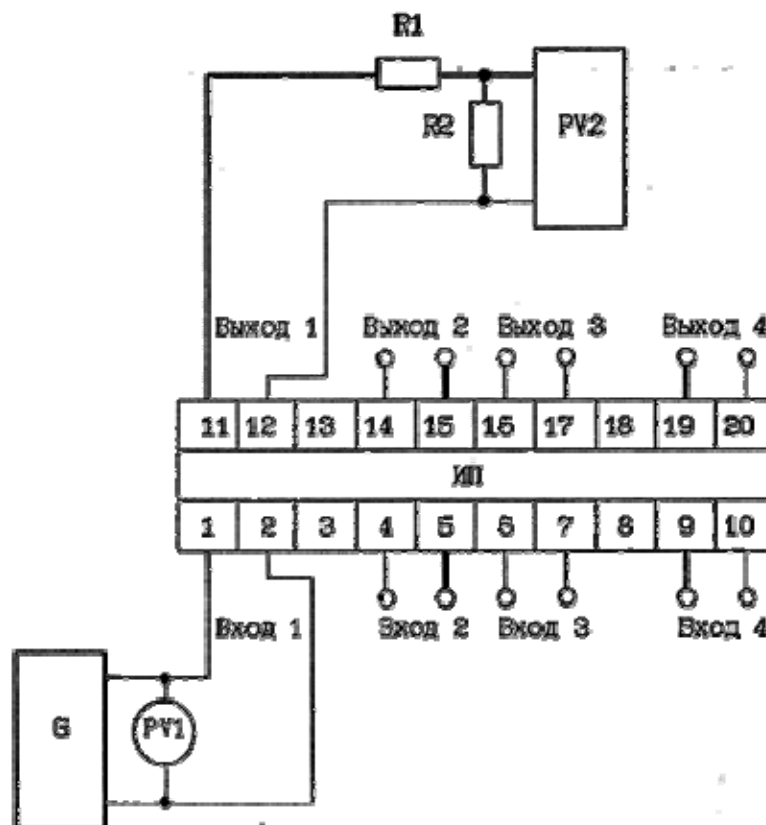 R1
R2
PV2
Выход 1
Выход 2
Выход 3
Выход 4
11 12 13 14 15 16 17 18 19 20
ИП
1 2 3 4 5 6 7 8 9 10
Вход 1
Вход 2
Вход 3
Вход 4
G
PV1